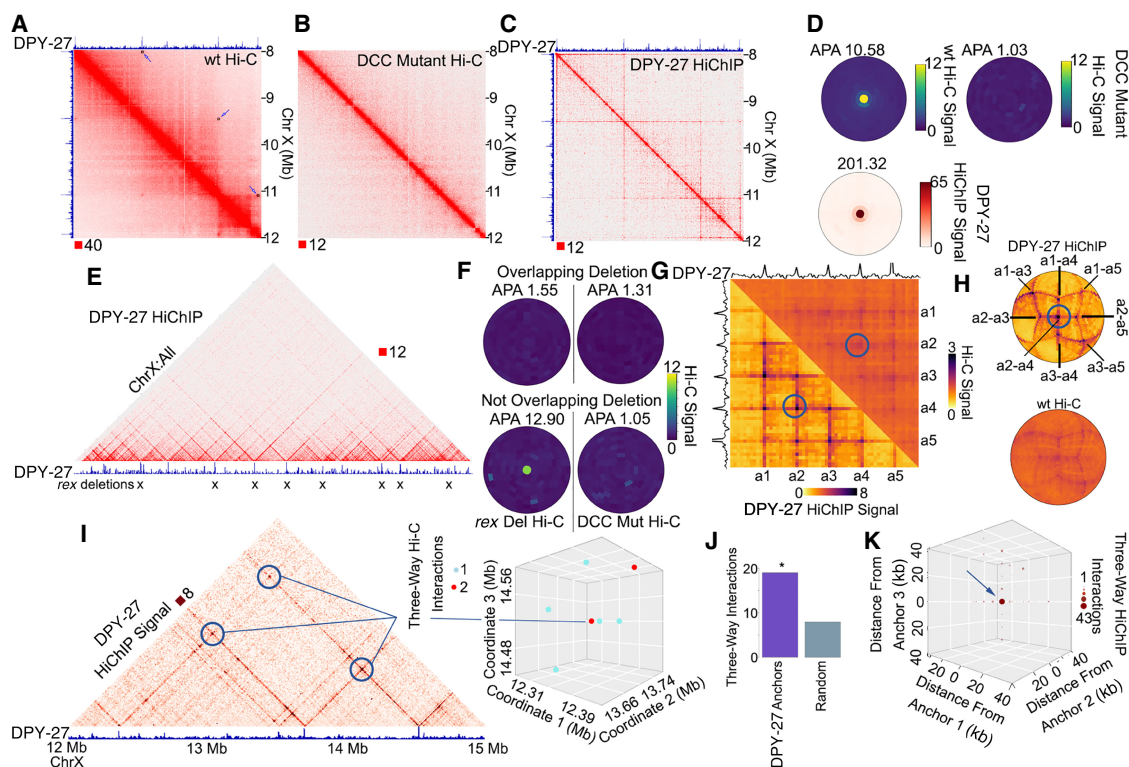 A
DPY-27
wt Hi-C
-8
-9
-10
-11
-12
Chr X (Mb)
40
B
DCC Mutant Hi-C
-8
-9
-10
-11
12
Chr X (Mb)
12
C
DPY-27
DPY-27 HiChIP
-8
-9
-10
-11
12
Chr X (Mb)
12
D
APA 10.58
12
0
wt Hi-C Signal
APA 1.03
12
0
DCC Mutant
Hi-C Signal
201.32
65
0
DPY-27
HiChIP Signal
E
DPY-27 HiChIP
ChrX:All
12
DPY-27
rex deletions x x x x x x x x
F
Overlapping Deletion
APA 1.55
APA 1.31
Not Overlapping Deletion
APA 12.90
APA 1.05
rex Del Hi-C
DCC Mut Hi-C
12
0
Hi-C Signal
G
DPY-27
a1
a2
a3
a4
a5
a1 a2 a3 a4 a5
3
0
Hi-C Signal
0 8
DPY-27 HiChIP Signal
H
DPY-27 HiChIP
a1-a4
a1-a3
a1-a5
a2-a3
a2-a5
a2-a4
a3-a4
a3-a5
wt Hi-C
I
DPY-27
HiChIP Signal
8
DPY-27
12 Mb 13 Mb 14 Mb 15 Mb
ChrX
Three-Way Hi-C
Interactions
1
2
Coordinate 3 (Mb)
14.56
14.48
12.31
12.39
Coordinate 1 (Mb)
13.66
13.74
Coordinate 2 (Mb)
J
Three-Way Interactions
20
10
0
*
DPY-27 Anchors
Random
K
Distance From
Anchor 3 (kb)
40
20
0
20
40
20 0 20 40
Distance From
Anchor 1 (kb)
40 20 0 40
Distance From
Anchor 2 (kb)
1
43
Interactions
Three-Way HiChIP